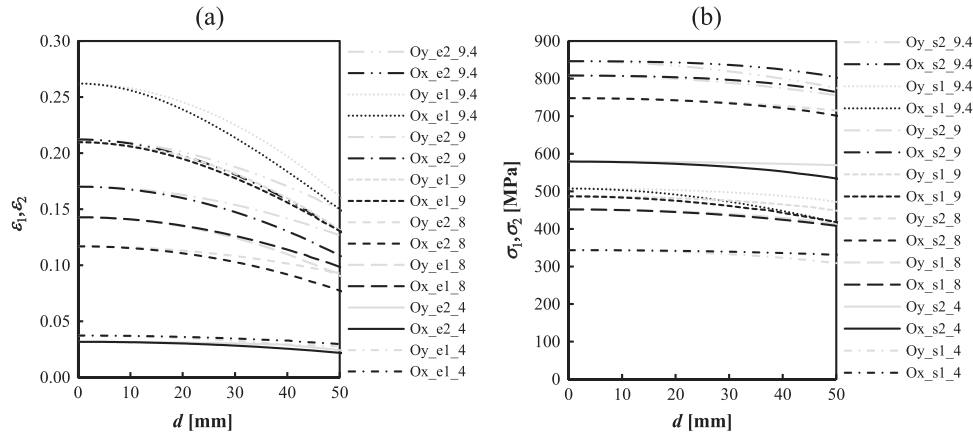 (a)
0.30
0.25
0.20
0.15
0.10
0.05
0.00
ε1,ε2
0 10 20 30 40 50
d [mm]
Oy_e2_9.4
Ox_e2_9.4
Oy_e1_9.4
Ox_e1_9.4
Oy_e2_9
Ox_e2_9
Oy_e1_9
Ox_e1_9
Oy_e2_8
Ox_e2_8
Oy_e1_8
Ox_e1_8
Oy_e2_4
Ox_e2_4
Oy_e1_4
Ox_e1_4
(b)
900
800
700
600
500
400
300
200
100
0
σ1,σ2 [MPa]
0 10 20 30 40 50
d [mm]
Oy_s2_9.4
Ox_s2_9.4
Oy_s1_9.4
Ox_s1_9.4
Oy_s2_9
Ox_s2_9
Oy_s1_9
Ox_s1_9
Oy_s2_8
Ox_s2_8
Oy_s1_8
Ox_s1_8
Oy_s2_4
Ox_s2_4
Oy_s1_4
Ox_s1_4